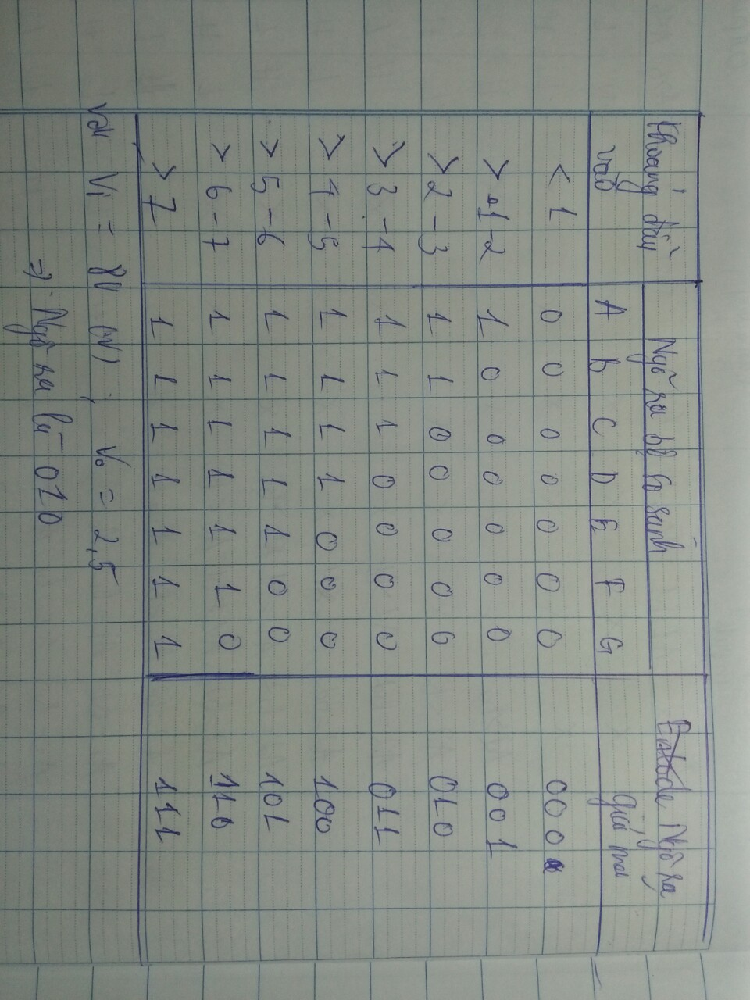 Khoảng đầu vào | Ngõ ra bộ so sánh | Ngõ ra giải mã
A B C D E F G
< 1 | 0 0 0 0 0 0 0 | 000
> 1-2 | 1 0 0 0 0 0 0 | 001
> 2-3 | 1 1 0 0 0 0 0 | 010
> 3-4 | 1 1 1 0 0 0 0 | 011
> 4-5 | 1 1 1 1 0 0 0 | 100
> 5-6 | 1 1 1 1 1 0 0 | 101
> 6-7 | 1 1 1 1 1 1 0 | 110
> 7 | 1 1 1 1 1 1 1 | 111
Với Vi = 8V (V) ; V₀ = 2,5
=> Ngõ ra là 010